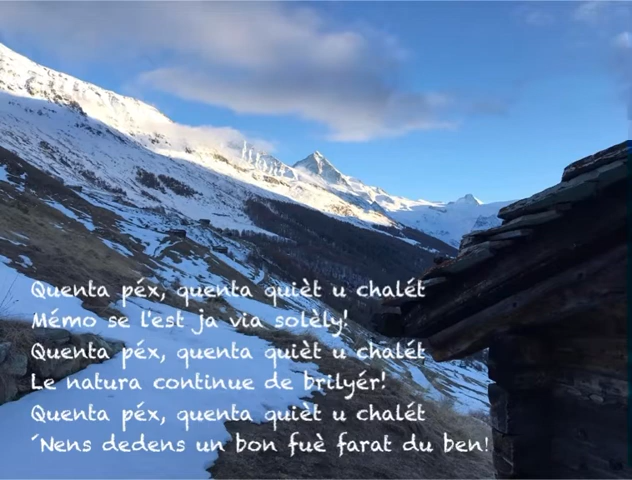 Quenta péx, quenta quièt u chalét
Mémo se l'est ja via solèly!
Quenta péx, quenta quièt u chalét
Le natura continue de brilyér!
Quenta péx, quenta quièt u chalét
´Nens dedens un bon fuè farat du ben!